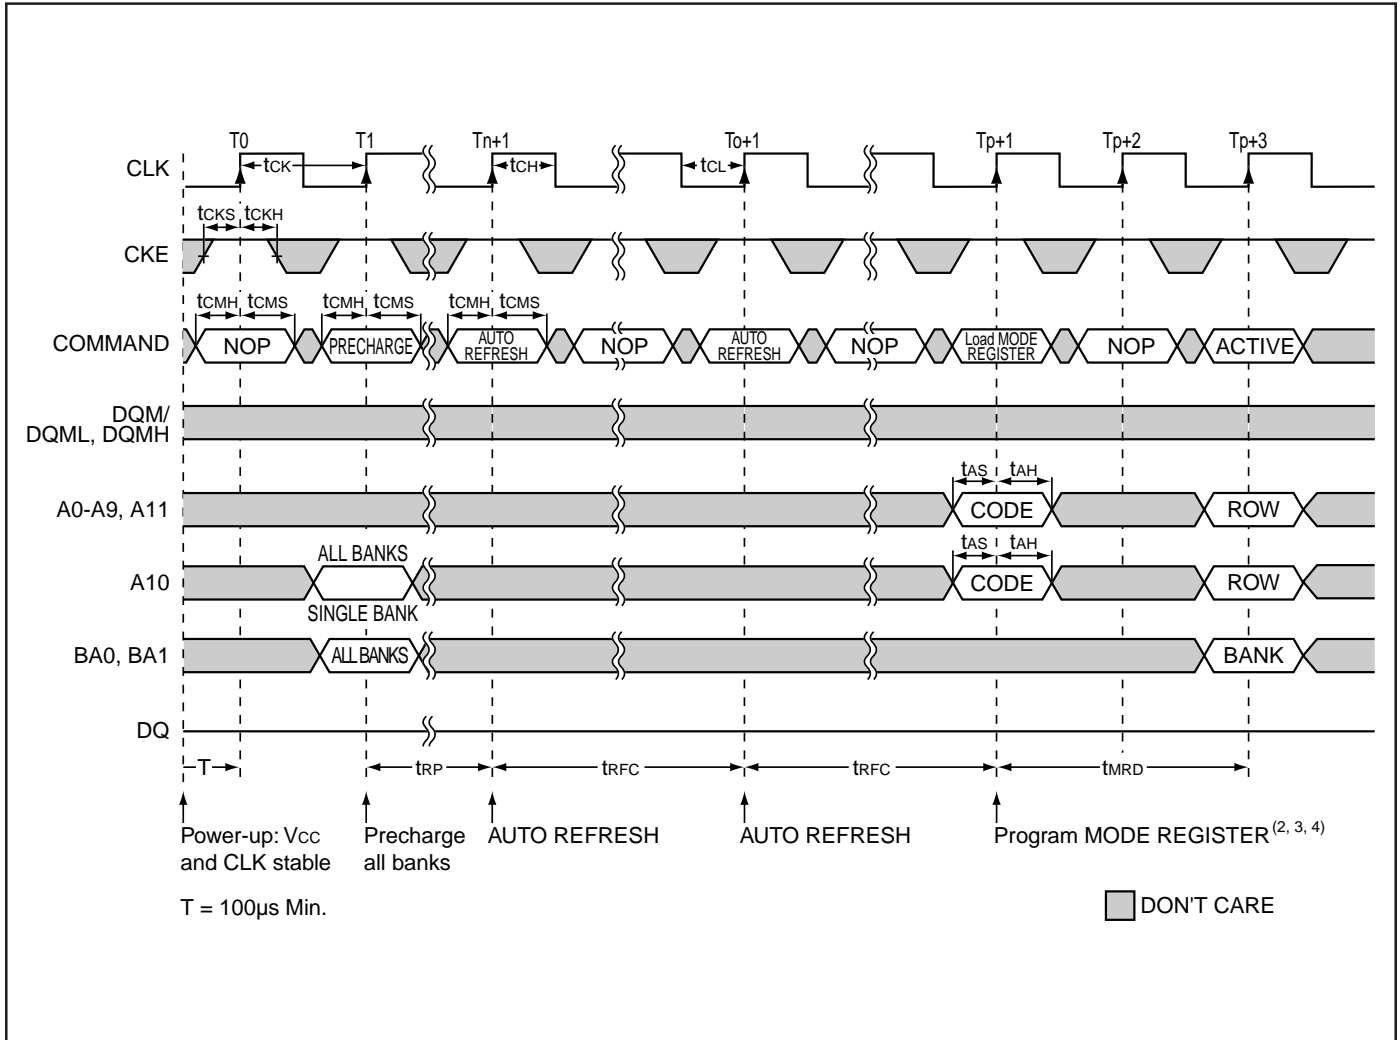 T0 T1 Tn+1 To+1 Tp+1 Tp+2 Tp+3
CLK tCK tCH tCL
tCKS tCKH
CKE
tCMH tCMS tCMH tCMS tCMH tCMS
COMMAND NOP PRECHARGE AUTO REFRESH NOP AUTO REFRESH NOP Load MODE REGISTER NOP ACTIVE
DQM/
DQML, DQMH
tAS tAH
A0-A9, A11 CODE ROW
ALL BANKS tAS tAH
A10 CODE ROW
SINGLE BANK
BA0, BA1 ALL BANKS BANK
DQ
T tRP tRFC tRFC tMRD
Power-up: VCC and CLK stable
Precharge all banks
AUTO REFRESH
AUTO REFRESH
Program MODE REGISTER(2, 3, 4)
T = 100µs Min.
DON'T CARE